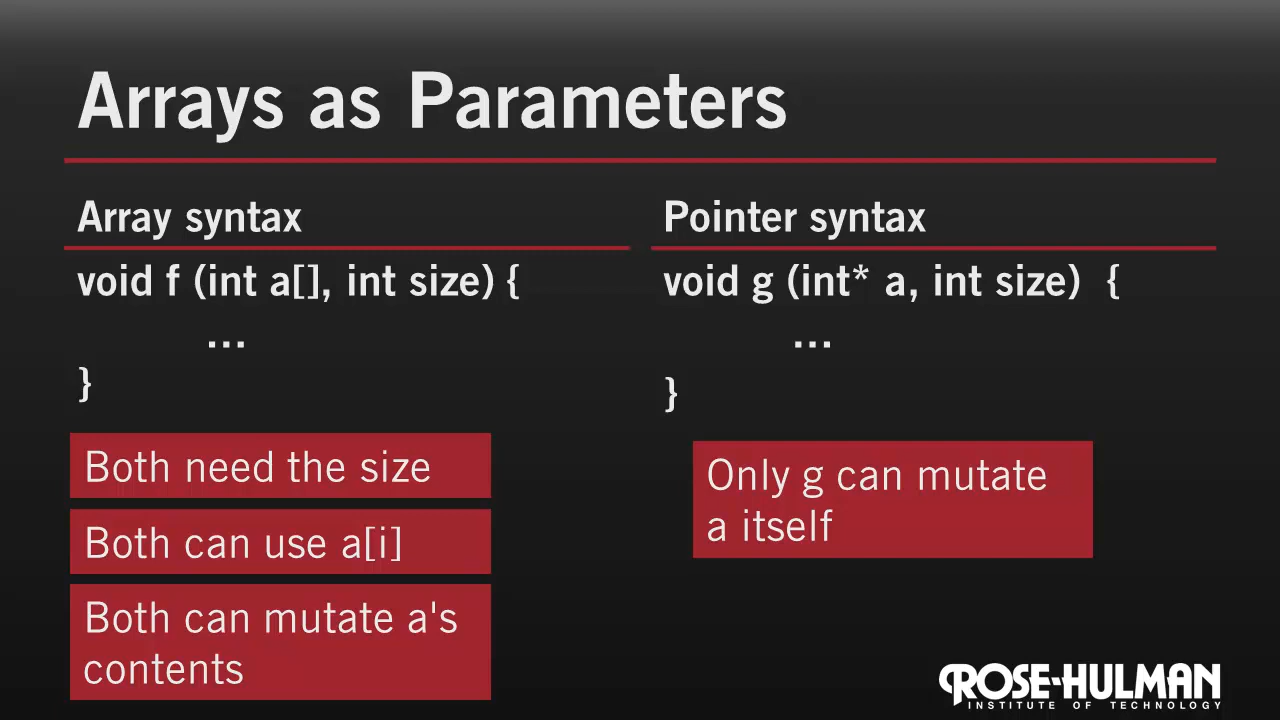 Arrays as Parameters
Array syntax
void f (int a[], int size) {
...
}
Both need the size
Both can use a[i]
Both can mutate a's
contents
Pointer syntax
void g (int* a, int size) {
...
}
Only g can mutate
a itself
ROSE-HULMAN
INSTITUTE OF TECHNOLOGY